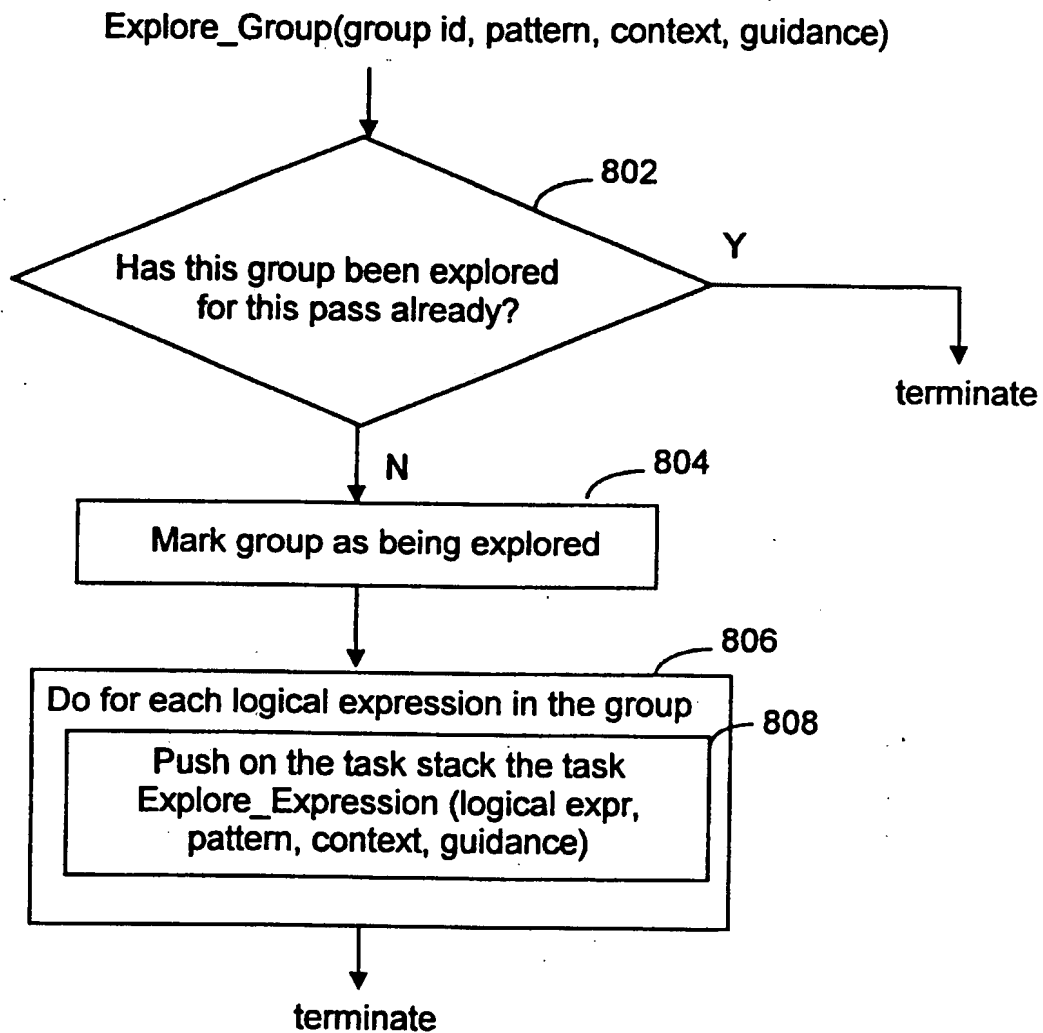 Explore_Group(group id, pattern, context, guidance)
802
Has this group been explored
for this pass already?
Y
terminate
N
804
Mark group as being explored
806
Do for each logical expression in the group
808
Push on the task stack the task
Explore_Expression (logical expr,
pattern, context, guidance)
terminate